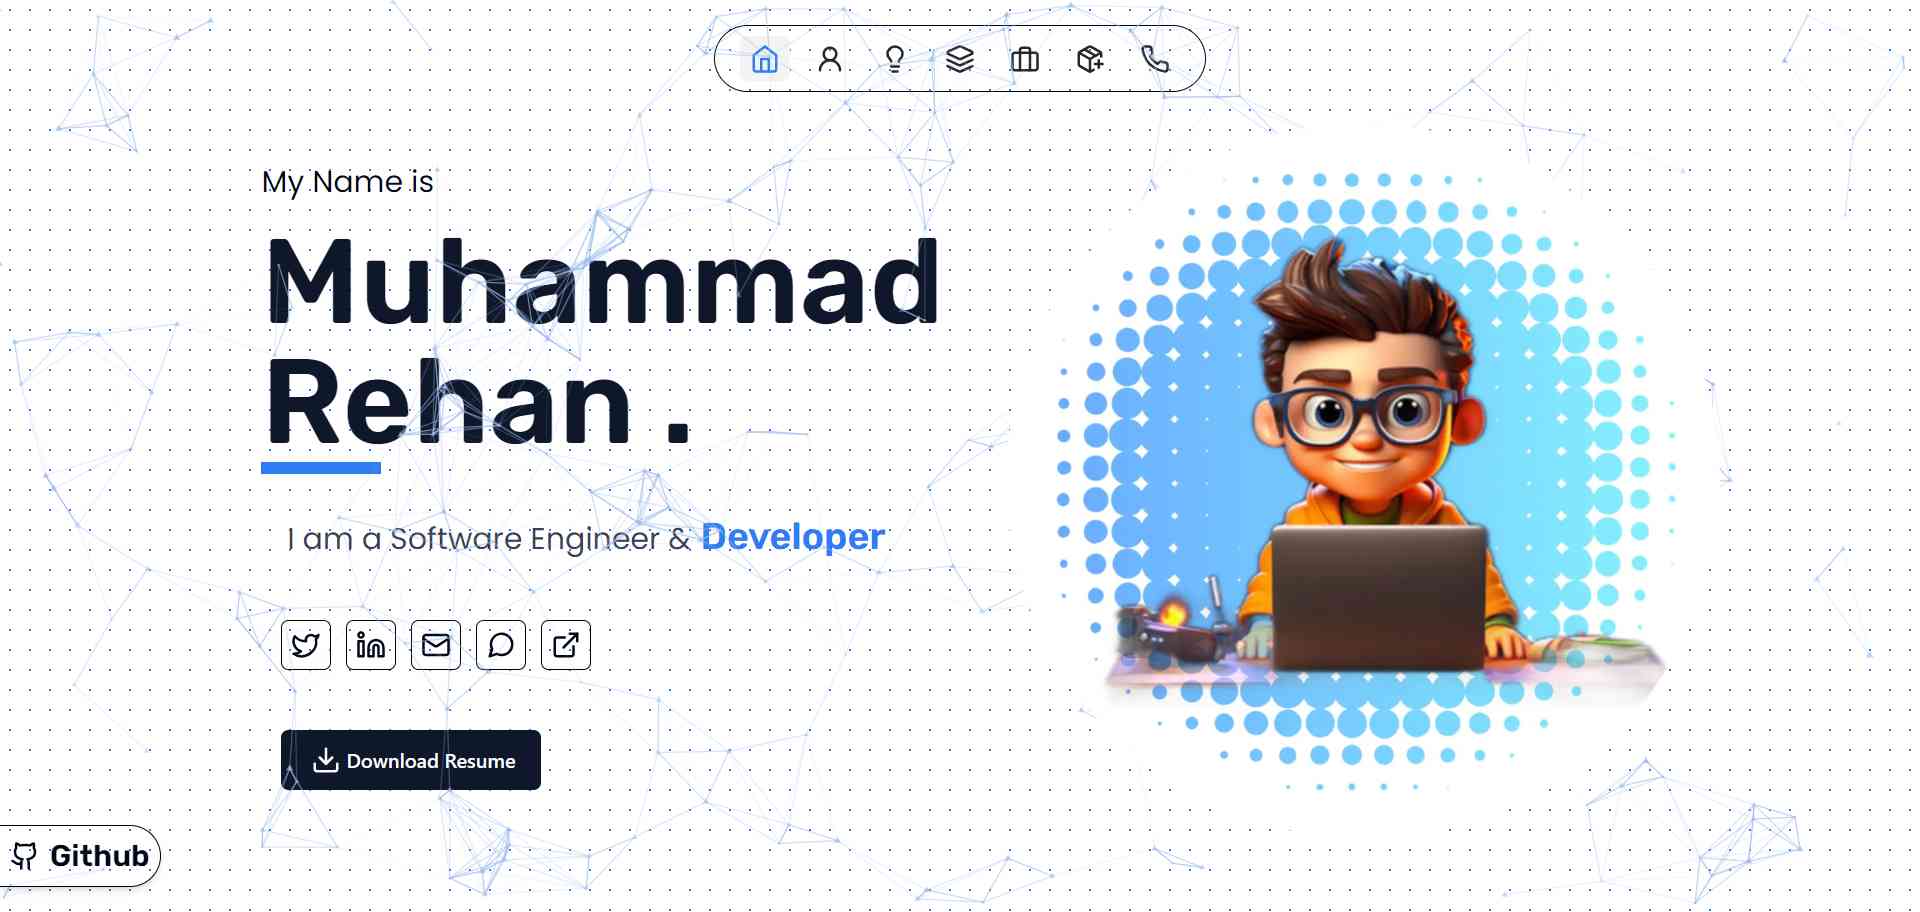 My Name is
Muhammad
Rehan .
I am a Software Engineer & Developer
Download Resume
Github